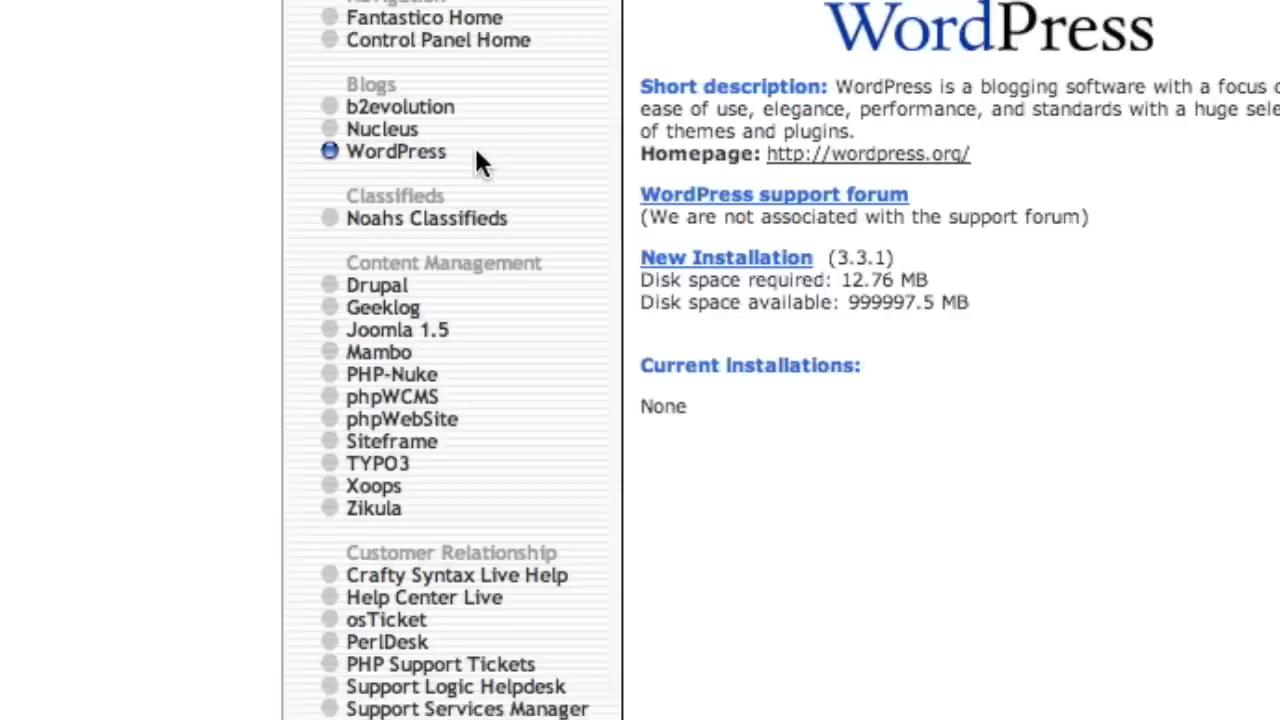 Fantastico Home
Control Panel Home
Blogs
b2evolution
Nucleus
WordPress
Classifieds
Noahs Classifieds
Content Management
Drupal
Geeklog
Joomla 1.5
Mambo
PHP-Nuke
phpWCMS
phpWebSite
Siteframe
TYPO3
Xoops
Zikula
Customer Relationship
Crafty Syntax Live Help
Help Center Live
osTicket
PerlDesk
PHP Support Tickets
Support Logic Helpdesk
Support Services Manager
WordPress
Short description: WordPress is a blogging software with a focus
ease of use, elegance, performance, and standards with a huge
of themes and plugins.
Homepage: http://wordpress.org/
WordPress support forum
(We are not associated with the support forum)
New Installation (3.3.1)
Disk space required: 12.76 MB
Disk space available: 999997.5 MB
Current Installations:
None